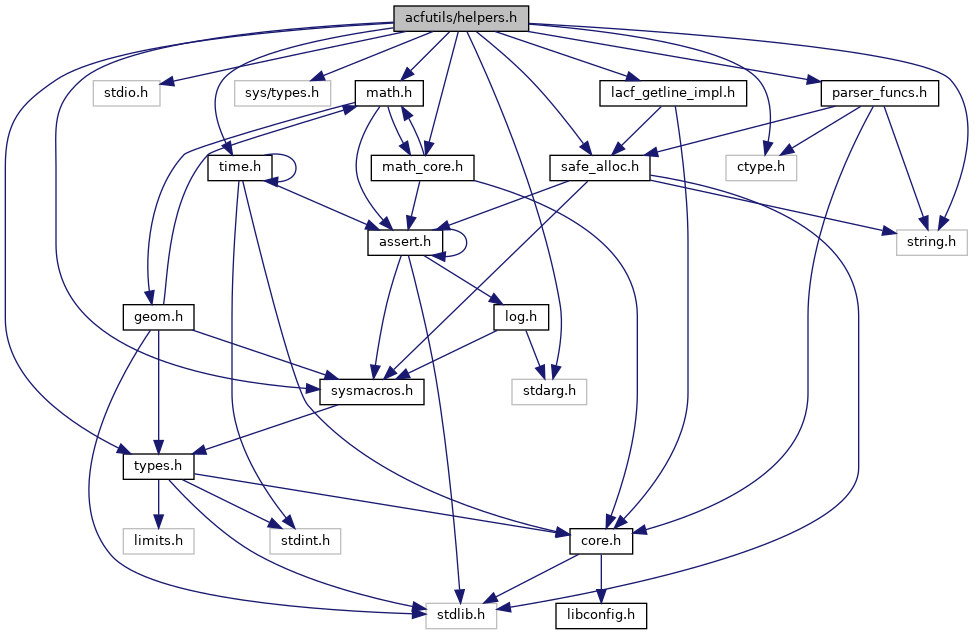 acfutils/helpers.h
stdio.h
sys/types.h
math.h
lacf_getline_impl.h
parser_funcs.h
time.h
math_core.h
safe_alloc.h
ctype.h
assert.h
string.h
geom.h
log.h
sysmacros.h
stdarg.h
types.h
limits.h
stdint.h
core.h
stdlib.h
libconfig.h